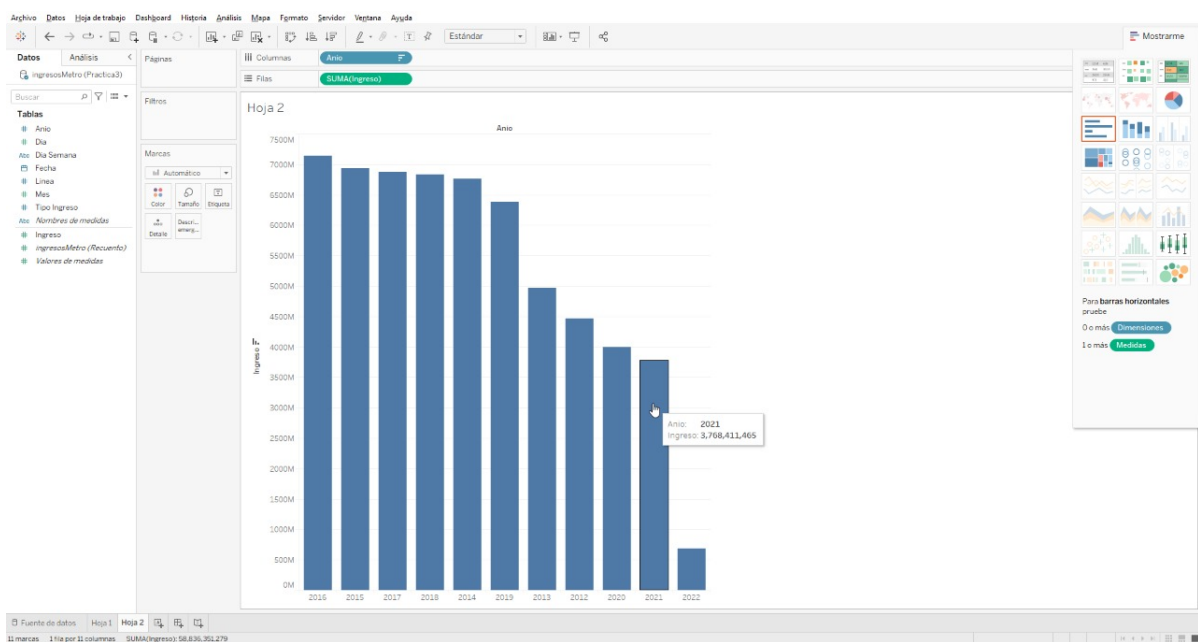 Archivo Datos Hoja de trabajo Dashboard Historia Análisis Mapa Formato Servidor Ventana Ayuda
Estándar
Mostrarme
Datos Análisis
Páginas
Columnas Anio
ingresosMetro (Practica3)
Filas SUMA(Ingreso)
Buscar
Filtros
Hoja 2
Tablas
Anio
Dia
Abc Dia Semana
Fecha
Linea
Mes
Tipo Ingreso
Abc Nombres de medidas
Ingreso
ingresosMetro (Recuento)
Valores de medidas
Marcas
Automático
Color Tamaño Etiqueta
Detalle Descri... emerg...
Anio
7500M
7000M
6500M
6000M
5500M
5000M
4500M
4000M
3500M
3000M
2500M
2000M
1500M
1000M
500M
0M
Ingreso
2016 2015 2017 2018 2014 2019 2013 2012 2020 2021 2022
Anio: 2021
Ingreso: 3,768,411,465
Para barras horizontales
pruebe
0 o más Dimensiones
1 o más Medidas
Fuente de datos Hoja 1 Hoja 2
11 marcas 1 fila por 11 columnas SUMA(Ingreso): 58,836,351,279